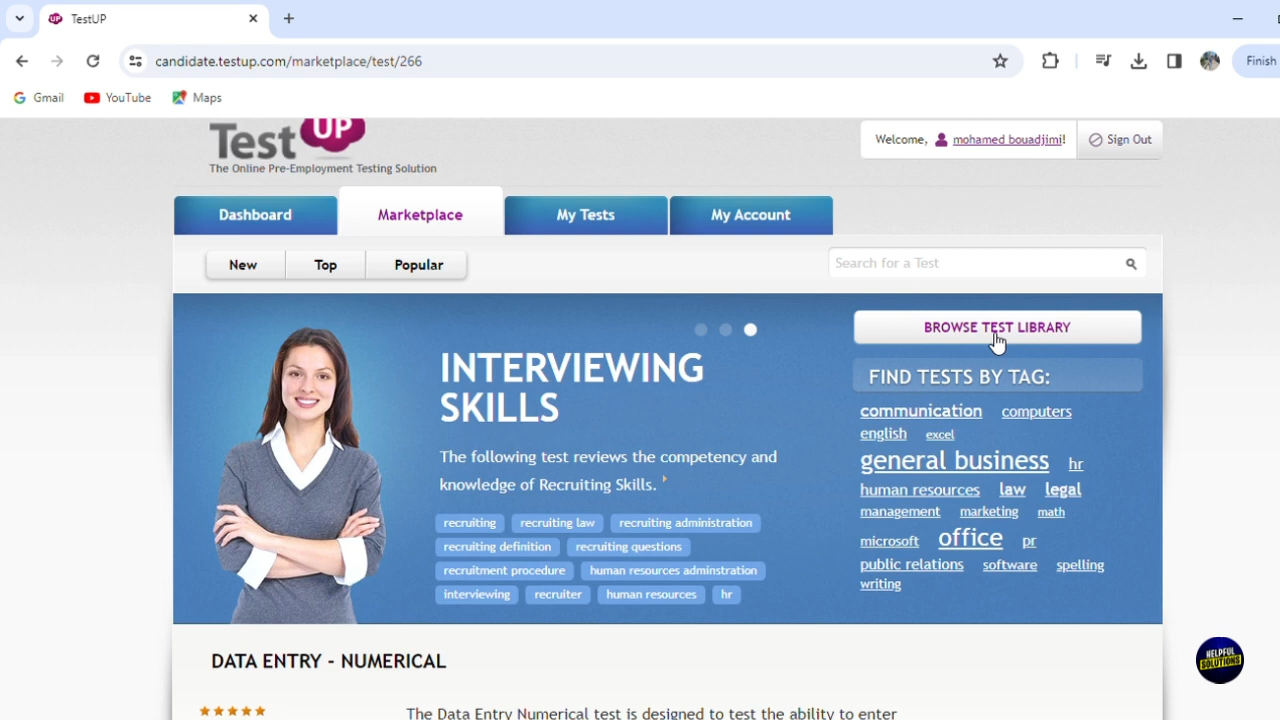 TestUP
candidate.testup.com/marketplace/test/266
Finish
Gmail
YouTube
Maps
Test UP
The Online Pre-Employment Testing Solution
Welcome, mohamed bouadjimi!
Sign Out
Dashboard
Marketplace
My Tests
My Account
New
Top
Popular
Search for a Test
BROWSE TEST LIBRARY
INTERVIEWING
SKILLS
The following test reviews the competency and
knowledge of Recruiting Skills.
recruiting recruiting law recruiting administration
recruiting definition recruiting questions
recruitment procedure human resources adminstration
interviewing recruiter human resources hr
FIND TESTS BY TAG:
communication computers
english excel
general business hr
human resources law legal
management marketing math
microsoft office pr
public relations software spelling
writing
DATA ENTRY - NUMERICAL
The Data Entry Numerical test is designed to test the ability to enter
HELPFUL
SOLUTIONS